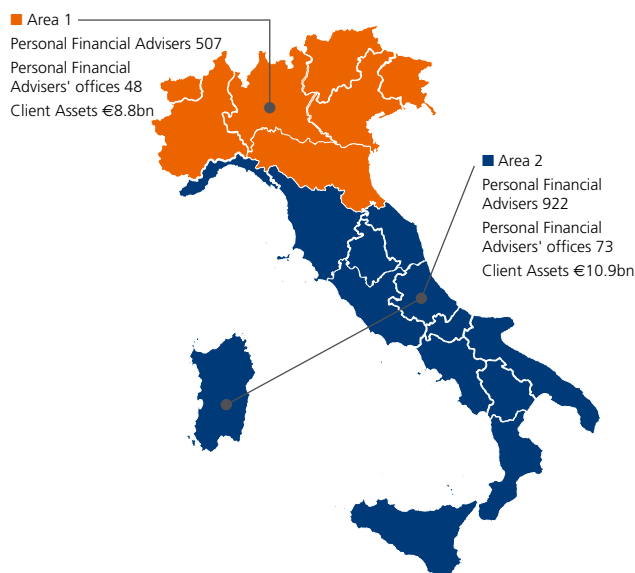 Area 1
Personal Financial Advisers 507
Personal Financial
Advisers' offices 48
Client Assets €8.8bn
Area 2
Personal Financial
Advisers 922
Personal Financial
Advisers' offices 73
Client Assets €10.9bn